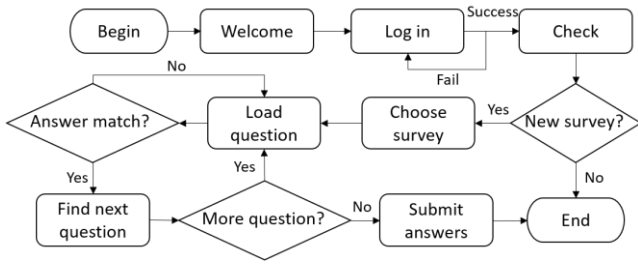 Begin
Welcome
Log in
Success
Check
Fail
No
Answer match?
Load
question
Choose
survey
Yes
New survey?
Yes
Yes
No
Find next
question
More question?
No
Submit
answers
End